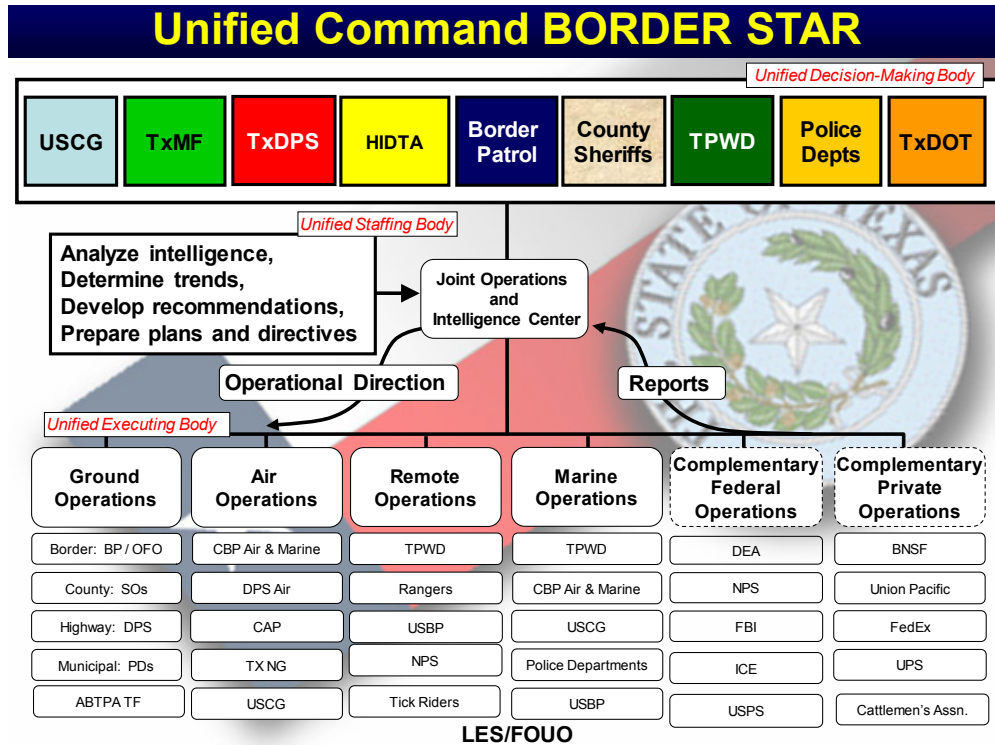 Unified Command BORDER STAR
Unified Decision-Making Body
USCG
TxMF
TxDPS
HIDTA
Border
Patrol
County
Sheriffs
TPWD
Police
Depts
TxDOT
Unified Staffing Body
Analyze intelligence,
Determine trends,
Develop recommendations,
Prepare plans and directives
Joint Operations
and
Intelligence Center
STATE OF TEXAS
Operational Direction
Reports
Unified Executing Body
Ground
Operations
Border: BP / OFO
County: SOs
Highway: DPS
Municipal: PDs
ABTPA TF
Air
Operations
CBP Air & Marine
DPS Air
CAP
TX NG
USCG
Remote
Operations
TPWD
Rangers
USBP
NPS
Tick Riders
Marine
Operations
TPWD
CBP Air & Marine
USCG
Police Departments
USBP
Complementary
Federal
Operations
DEA
NPS
FBI
ICE
USPS
Complementary
Private
Operations
BNSF
Union Pacific
FedEx
UPS
Cattlemen's Assn.
LES/FOUO